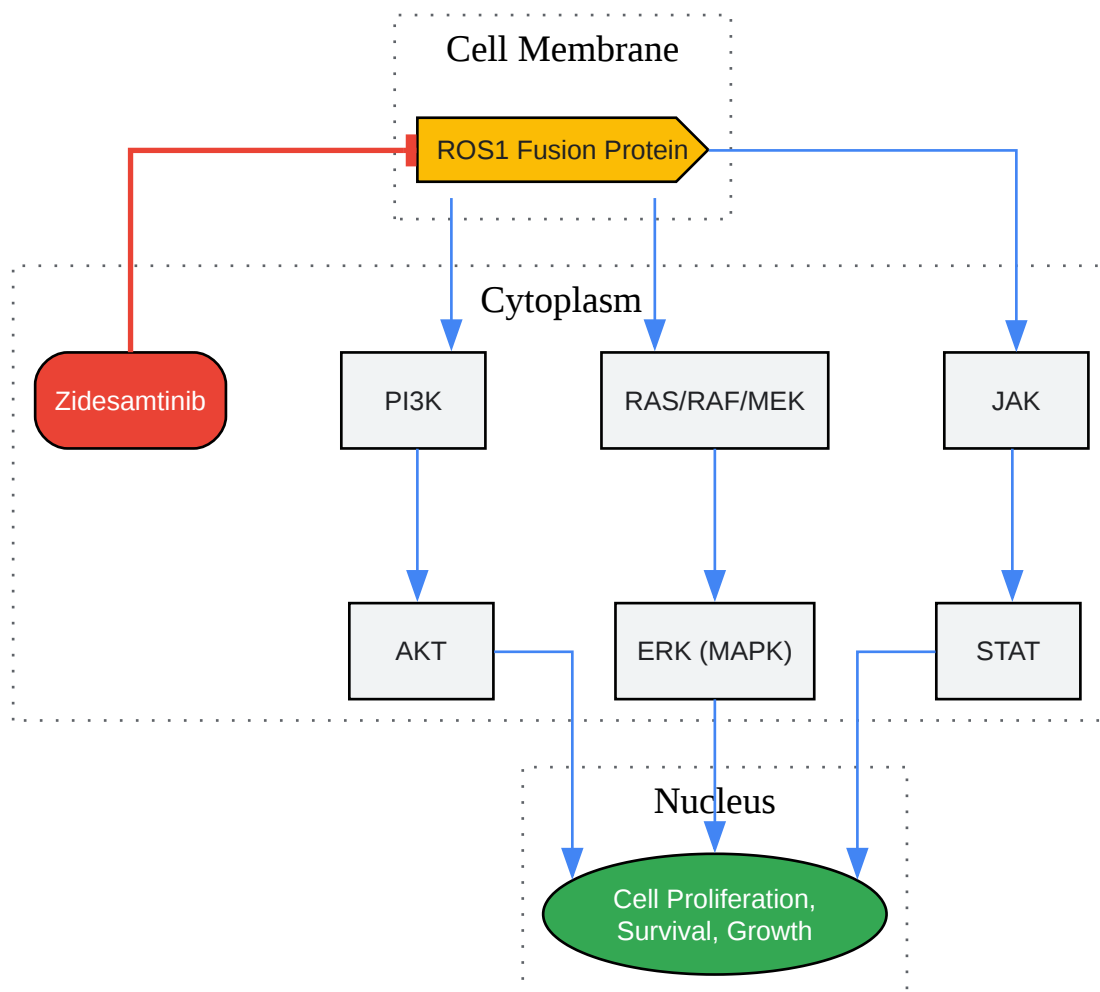 Cell Membrane
ROS1 Fusion Protein
Cytoplasm
Zidesamtinib
PI3K
RAS/RAF/MEK
JAK
AKT
ERK (MAPK)
STAT
Nucleus
Cell Proliferation,
Survival, Growth